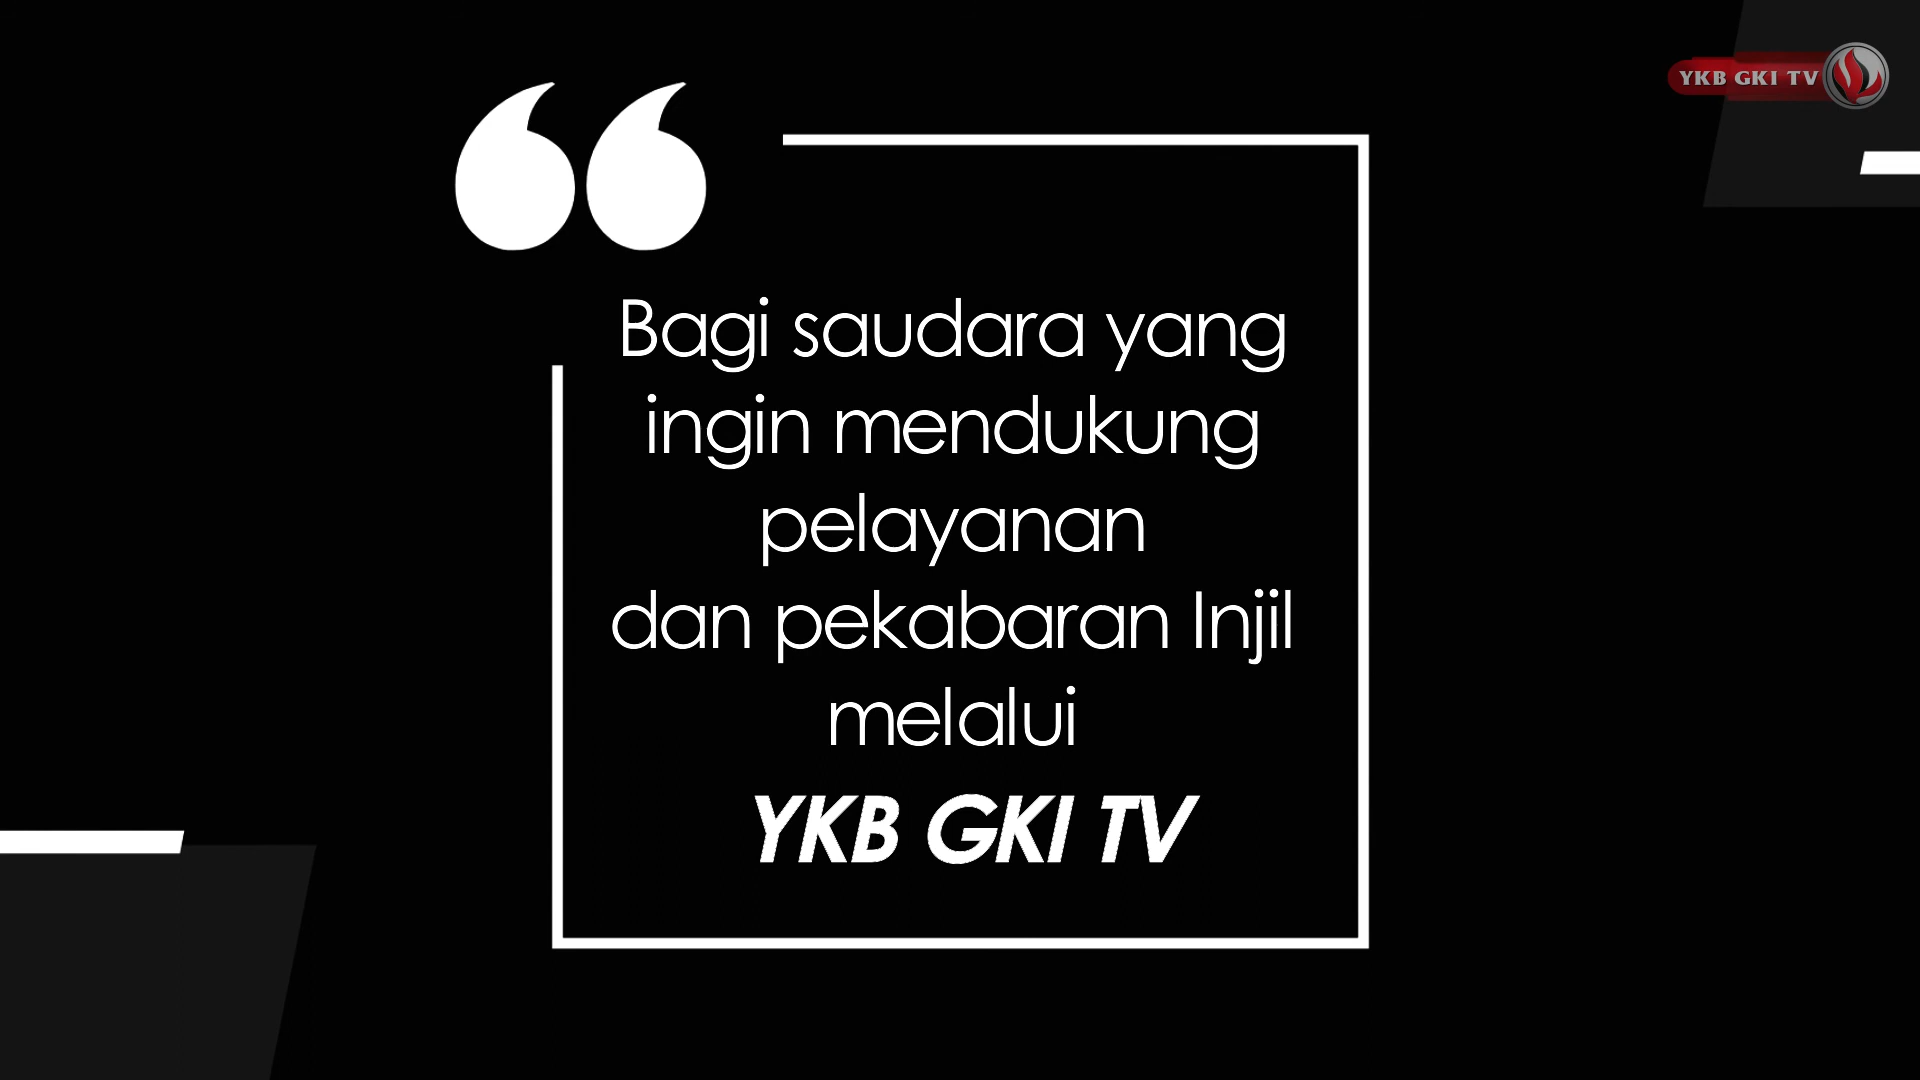 YKB GKI TV
Bagi saudara yang
ingin mendukung
pelayanan
dan pekabaran Injil
melalui
YKB GKI TV